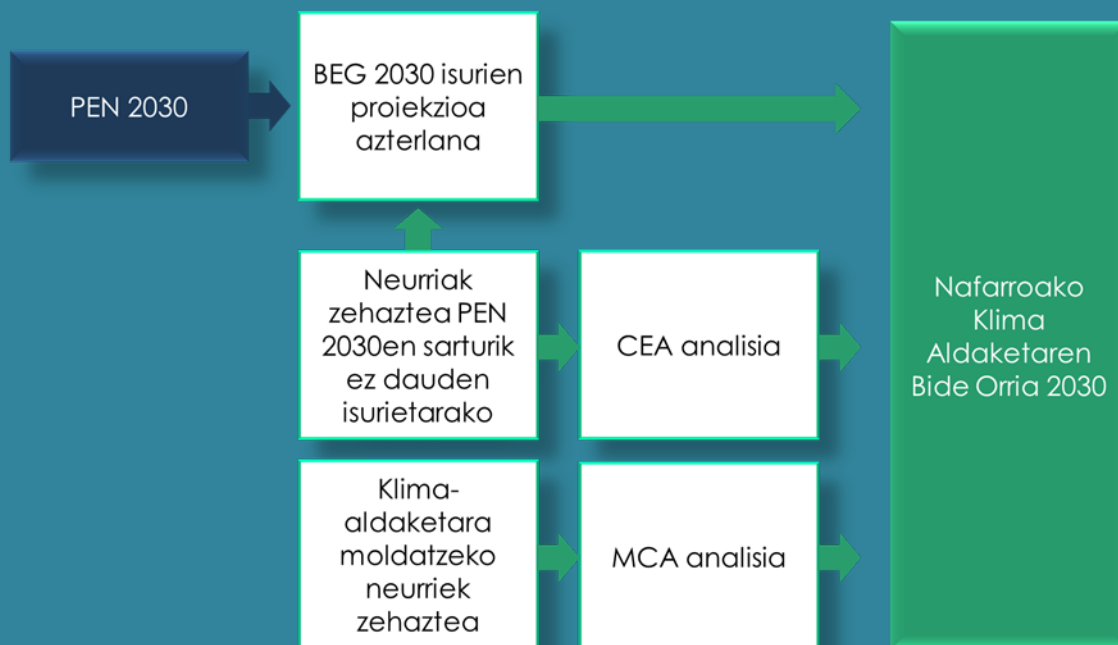 PEN 2030
BEG 2030 isurien
proiekzioa
azterlana
Neurriak
zehaztea PEN
2030en sarturik
ez dauden
isurietarako
CEA analisia
Klima-
aldaketara
moldatzeko
neurriek
zehaztea
MCA analisia
Nafarroako
Klima
Aldaketaren
Bide Orria 2030